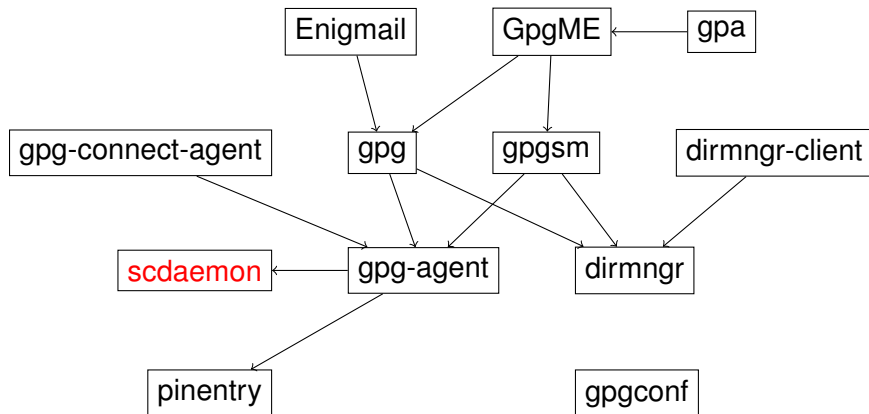 Enigmail
GpgME
gpa
gpg-connect-agent
gpg
gpgsm
dirmngr-client
scdaemon
gpg-agent
dirmngr
pinentry
gpgconf